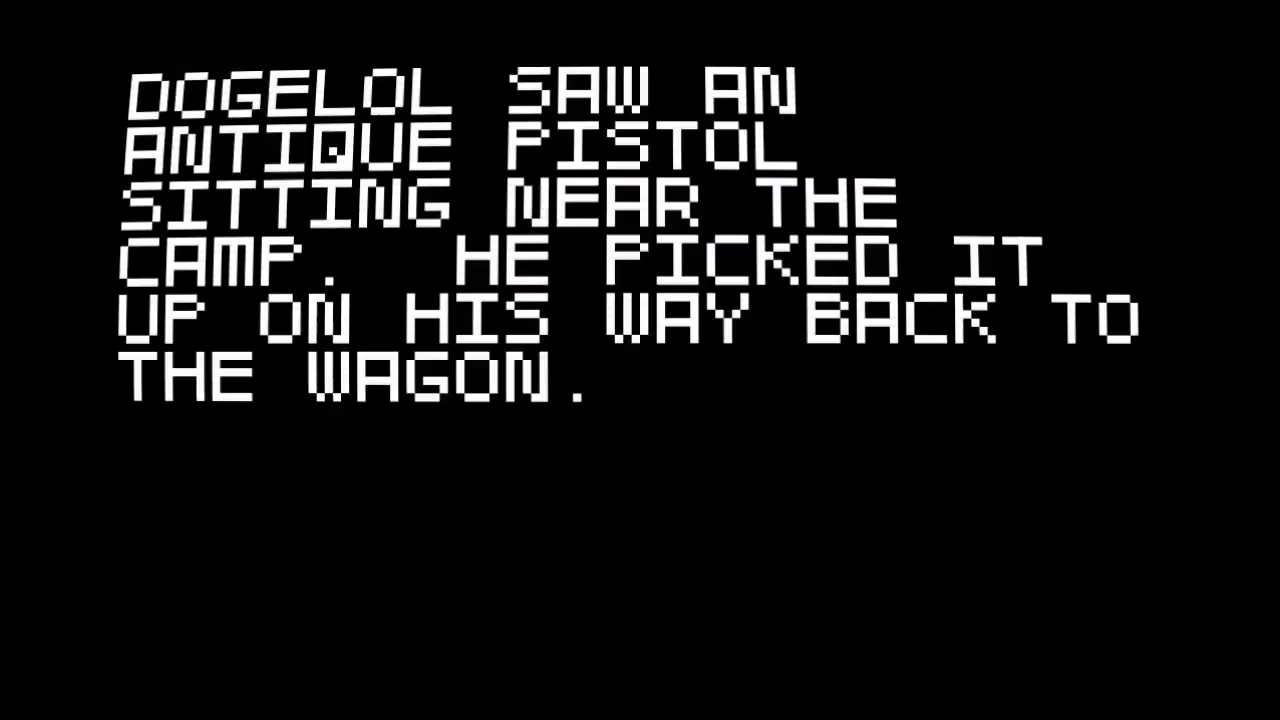 DOGELOL SAW AN
ANTIQUE PISTOL
SITTING NEAR THE
CAMP.  HE PICKED IT
UP ON HIS WAY BACK TO
THE WAGON.